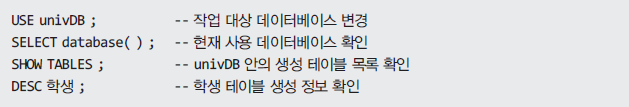 USE univDB ; -- 작업 대상 데이터베이스 변경
SELECT database( ) ; -- 현재 사용 데이터베이스 확인
SHOW TABLES ; -- univDB 안의 생성 테이블 목록 확인
DESC 학생 ; -- 학생 테이블 생성 정보 확인